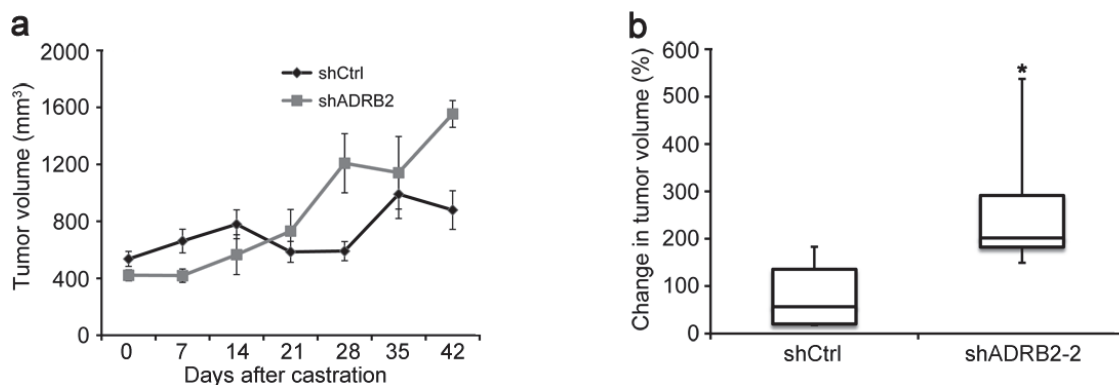 a
Tumor volume (mm³)
2000
1600
1200
800
400
0
shCtrl
shADRB2
0 7 14 21 28 35 42
Days after castration
b
Change in tumor volume (%)
600
500
400
300
200
100
0
*
shCtrl shADRB2-2